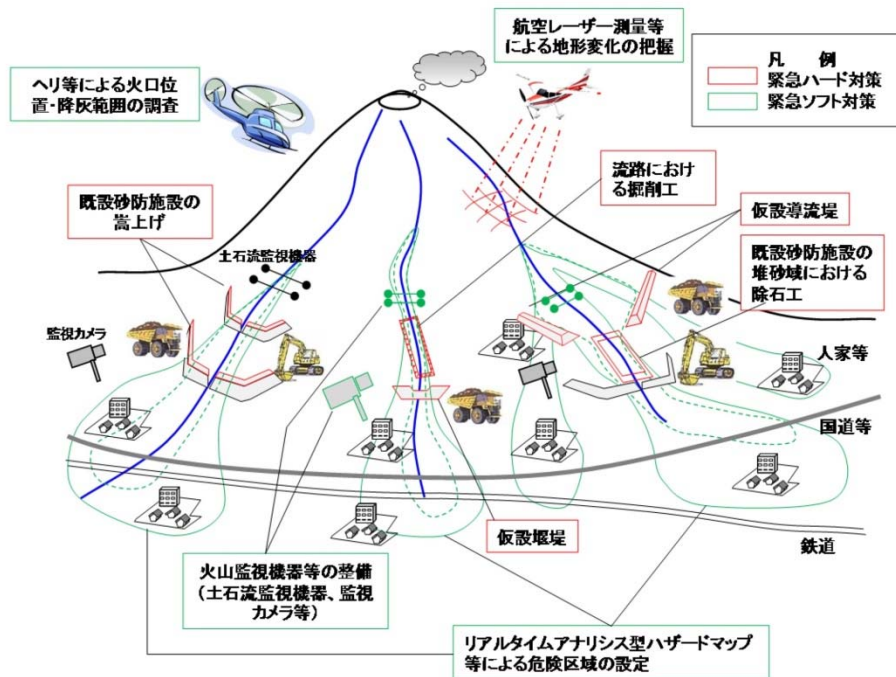 航空レーザー測量等
による地形変化の把握
凡　例
緊急ハード対策
緊急ソフト対策
ヘリ等による火口位
置・降灰範囲の調査
流路におけ
る掘削工
既設砂防施設の
嵩上げ
仮設導流堤
土石流監視機器
既設砂防施設の
堆砂域における
除石工
監視カメラ
人家等
国道等
仮設堰堤
鉄道
火山監視機器等の整備
（土石流監視機器、監視
カメラ等）
リアルタイムアナリシス型ハザードマップ
等による危険区域の設定